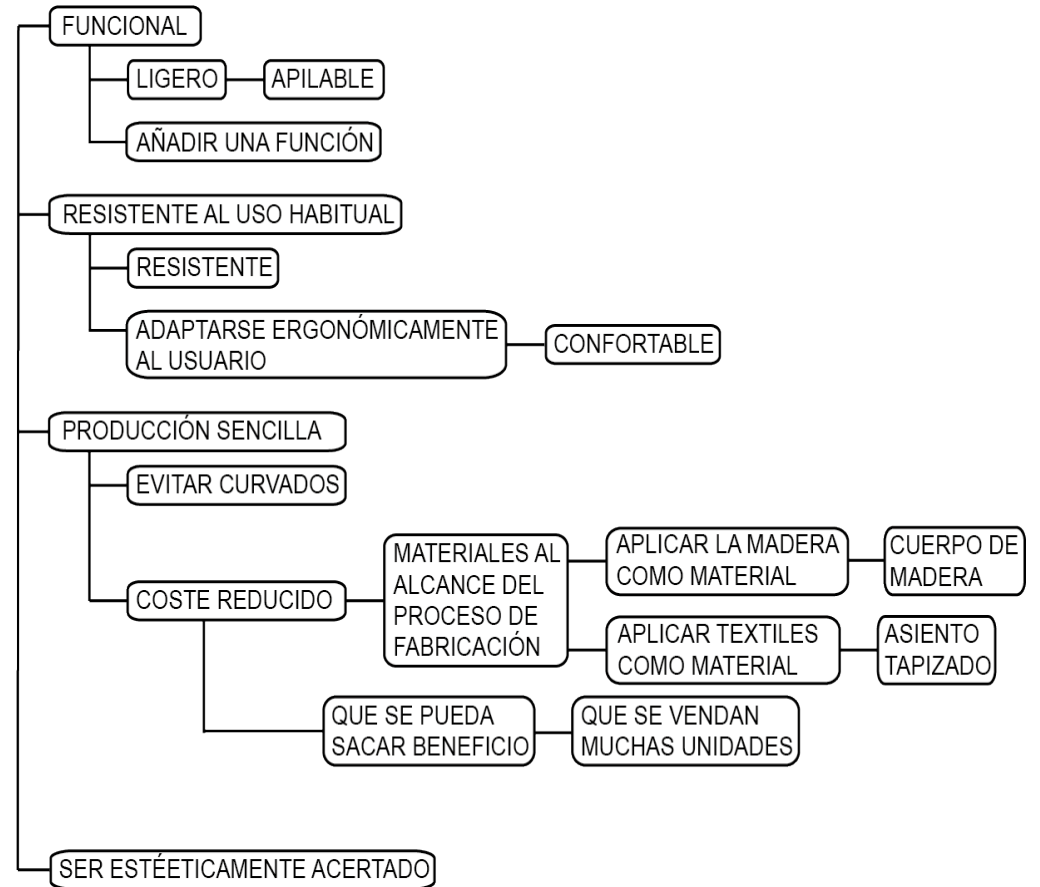 FUNCIONAL
LIGERO
APILABLE
AÑADIR UNA FUNCIÓN
RESISTENTE AL USO HABITUAL
RESISTENTE
ADAPTARSE ERGONÓMICAMENTE
AL USUARIO
CONFORTABLE
PRODUCCIÓN SENCILLA
EVITAR CURVADOS
COSTE REDUCIDO
MATERIALES AL
ALCANCE DEL
PROCESO DE
FABRICACIÓN
APLICAR LA MADERA
COMO MATERIAL
CUERPO DE
MADERA
APLICAR TEXTILES
COMO MATERIAL
ASIENTO
TAPIZADO
QUE SE PUEDA
SACAR BENEFICIO
QUE SE VENDAN
MUCHAS UNIDADES
SER ESTÉETICAMENTE ACERTADO